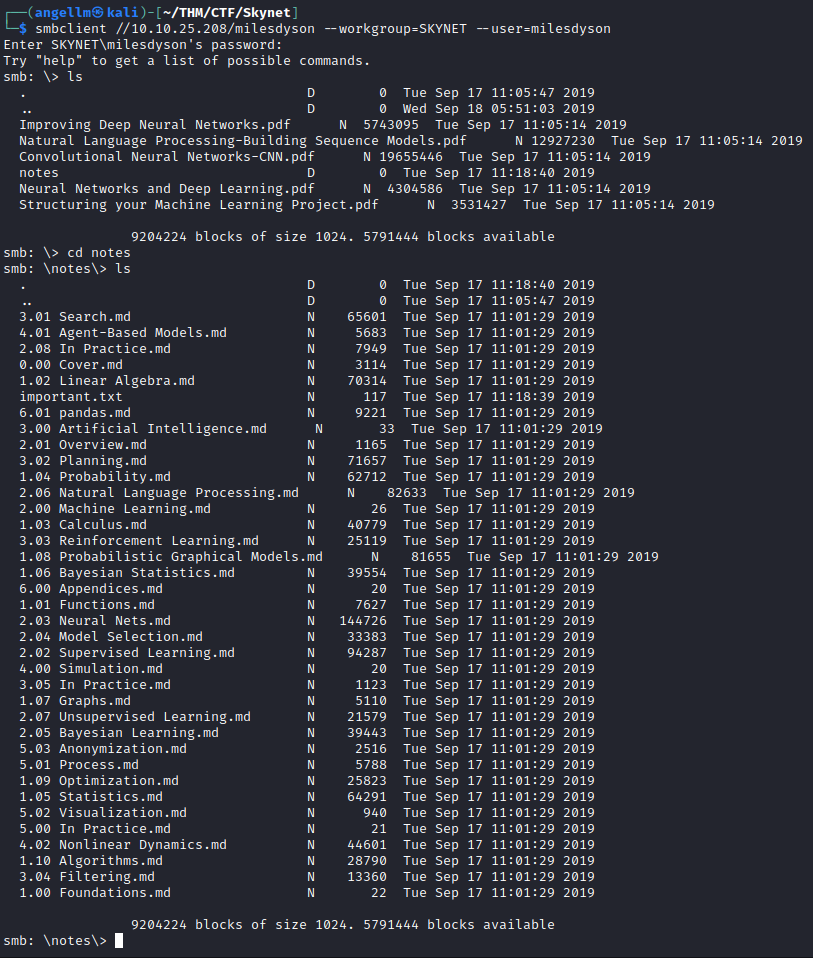 ┌──(angellm㉿kali)-[~/THM/CTF/Skynet]
└─$ smbclient //10.10.25.208/milesdyson --workgroup=SKYNET --user=milesdyson
Enter SKYNET\milesdyson's password:
Try "help" to get a list of possible commands.
smb: \> ls
  .                                   D        0  Tue Sep 17 11:05:47 2019
  ..                                  D        0  Wed Sep 18 05:51:03 2019
  Improving Deep Neural Networks.pdf      N  5743095  Tue Sep 17 11:05:14 2019
  Natural Language Processing-Building Sequence Models.pdf      N 12927230  Tue Sep 17 11:05:14 2019
  Convolutional Neural Networks-CNN.pdf      N 19655446  Tue Sep 17 11:05:14 2019
  notes                               D        0  Tue Sep 17 11:18:40 2019
  Neural Networks and Deep Learning.pdf      N  4304586  Tue Sep 17 11:05:14 2019
  Structuring your Machine Learning Project.pdf      N  3531427  Tue Sep 17 11:05:14 2019
                9204224 blocks of size 1024. 5791444 blocks available
smb: \> cd notes
smb: \notes\> ls
  .                                   D        0  Tue Sep 17 11:18:40 2019
  ..                                  D        0  Tue Sep 17 11:05:47 2019
  3.01 Search.md                      N    65601  Tue Sep 17 11:01:29 2019
  4.01 Agent-Based Models.md          N     5683  Tue Sep 17 11:01:29 2019
  2.08 In Practice.md                 N     7949  Tue Sep 17 11:01:29 2019
  0.00 Cover.md                       N     3114  Tue Sep 17 11:01:29 2019
  1.02 Linear Algebra.md              N    70314  Tue Sep 17 11:01:29 2019
  important.txt                       N      117  Tue Sep 17 11:18:39 2019
  6.01 pandas.md                      N     9221  Tue Sep 17 11:01:29 2019
  3.00 Artificial Intelligence.md      N       33  Tue Sep 17 11:01:29 2019
  2.01 Overview.md                    N     1165  Tue Sep 17 11:01:29 2019
  3.02 Planning.md                    N    71657  Tue Sep 17 11:01:29 2019
  1.04 Probability.md                 N    62712  Tue Sep 17 11:01:29 2019
  2.06 Natural Language Processing.md      N    82633  Tue Sep 17 11:01:29 2019
  2.00 Machine Learning.md            N       26  Tue Sep 17 11:01:29 2019
  1.03 Calculus.md                    N    40779  Tue Sep 17 11:01:29 2019
  3.03 Reinforcement Learning.md      N    25119  Tue Sep 17 11:01:29 2019
  1.08 Probabilistic Graphical Models.md      N    81655  Tue Sep 17 11:01:29 2019
  1.06 Bayesian Statistics.md         N    39554  Tue Sep 17 11:01:29 2019
  6.00 Appendices.md                  N       20  Tue Sep 17 11:01:29 2019
  1.01 Functions.md                   N     7627  Tue Sep 17 11:01:29 2019
  2.03 Neural Nets.md                 N   144726  Tue Sep 17 11:01:29 2019
  2.04 Model Selection.md             N    33383  Tue Sep 17 11:01:29 2019
  2.02 Supervised Learning.md         N    94287  Tue Sep 17 11:01:29 2019
  4.00 Simulation.md                  N       20  Tue Sep 17 11:01:29 2019
  3.05 In Practice.md                 N     1123  Tue Sep 17 11:01:29 2019
  1.07 Graphs.md                      N     5110  Tue Sep 17 11:01:29 2019
  2.07 Unsupervised Learning.md       N    21579  Tue Sep 17 11:01:29 2019
  2.05 Bayesian Learning.md           N    39443  Tue Sep 17 11:01:29 2019
  5.03 Anonymization.md               N     2516  Tue Sep 17 11:01:29 2019
  5.01 Process.md                     N     5788  Tue Sep 17 11:01:29 2019
  1.09 Optimization.md                N    25823  Tue Sep 17 11:01:29 2019
  1.05 Statistics.md                  N    64291  Tue Sep 17 11:01:29 2019
  5.02 Visualization.md               N      940  Tue Sep 17 11:01:29 2019
  5.00 In Practice.md                 N       21  Tue Sep 17 11:01:29 2019
  4.02 Nonlinear Dynamics.md          N    44601  Tue Sep 17 11:01:29 2019
  1.10 Algorithms.md                  N    28790  Tue Sep 17 11:01:29 2019
  3.04 Filtering.md                   N    13360  Tue Sep 17 11:01:29 2019
  1.00 Foundations.md                 N       22  Tue Sep 17 11:01:29 2019
                9204224 blocks of size 1024. 5791444 blocks available
smb: \notes\>